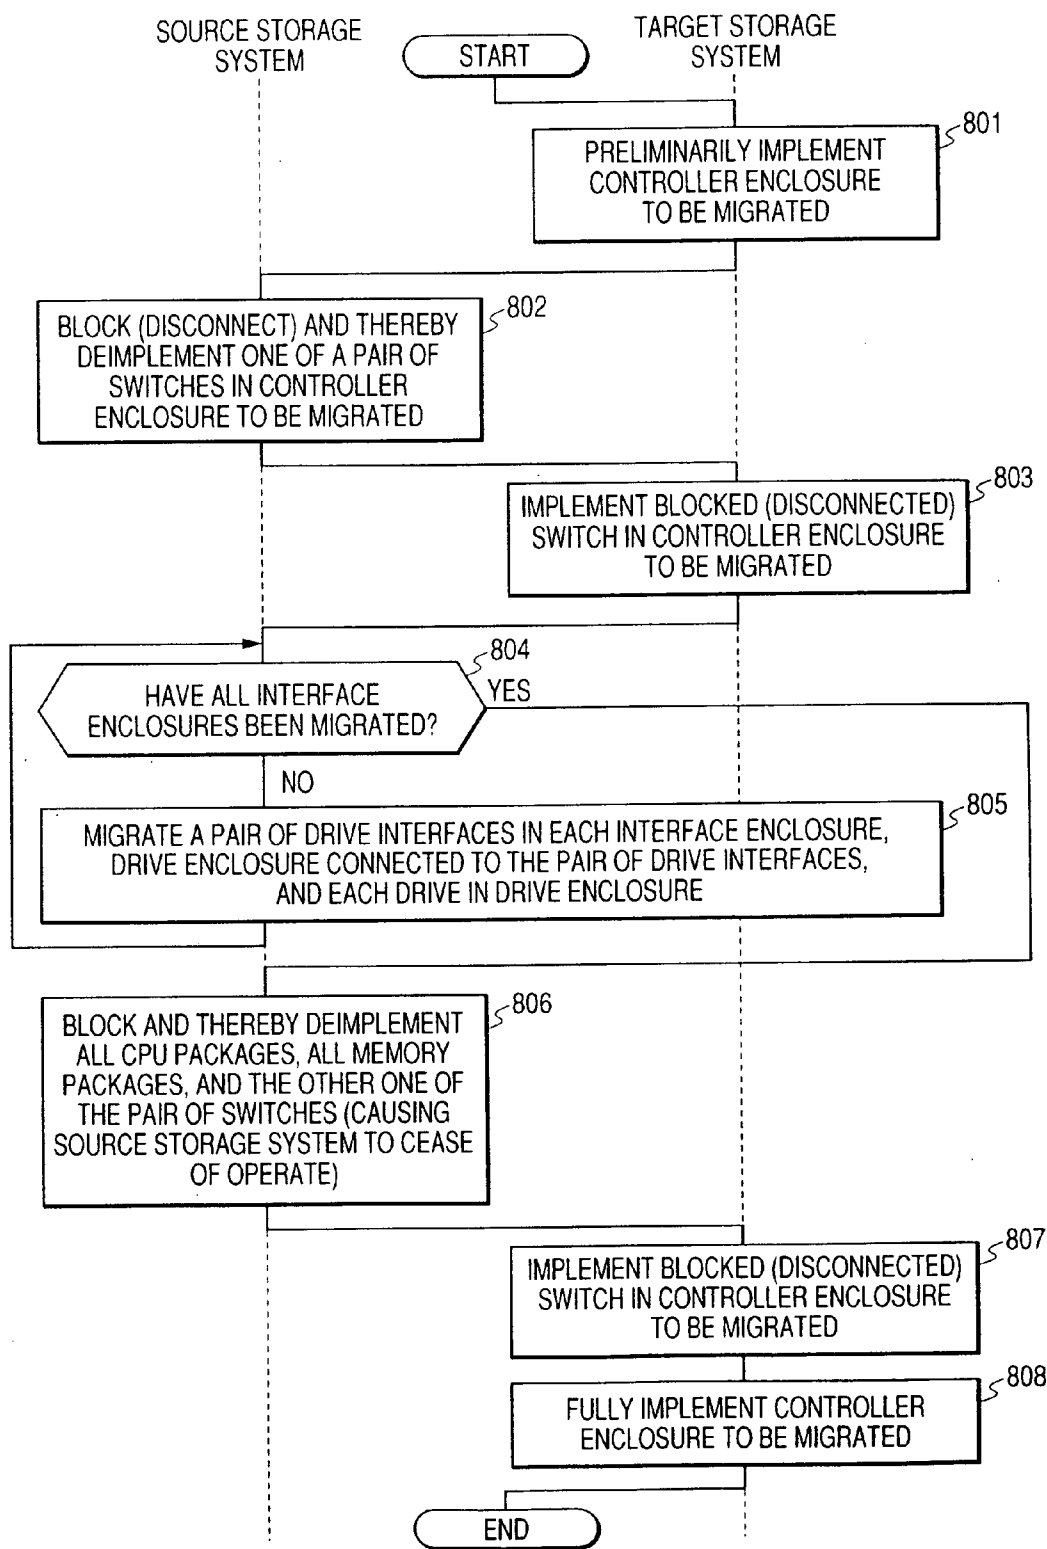 SOURCE STORAGE
SYSTEM
START
TARGET STORAGE
SYSTEM
801
PRELIMINARILY IMPLEMENT
CONTROLLER ENCLOSURE
TO BE MIGRATED
802
BLOCK (DISCONNECT) AND THEREBY
DEIMPLEMENT ONE OF A PAIR OF
SWITCHES IN CONTROLLER
ENCLOSURE TO BE MIGRATED
803
IMPLEMENT BLOCKED (DISCONNECTED)
SWITCH IN CONTROLLER ENCLOSURE
TO BE MIGRATED
804
HAVE ALL INTERFACE
ENCLOSURES BEEN MIGRATED?
YES
NO
805
MIGRATE A PAIR OF DRIVE INTERFACES IN EACH INTERFACE ENCLOSURE,
DRIVE ENCLOSURE CONNECTED TO THE PAIR OF DRIVE INTERFACES,
AND EACH DRIVE IN DRIVE ENCLOSURE
806
BLOCK AND THEREBY DEIMPLEMENT
ALL CPU PACKAGES, ALL MEMORY
PACKAGES, AND THE OTHER ONE OF
THE PAIR OF SWITCHES (CAUSING
SOURCE STORAGE SYSTEM TO CEASE
OF OPERATE)
807
IMPLEMENT BLOCKED (DISCONNECTED)
SWITCH IN CONTROLLER ENCLOSURE
TO BE MIGRATED
808
FULLY IMPLEMENT CONTROLLER
ENCLOSURE TO BE MIGRATED
END